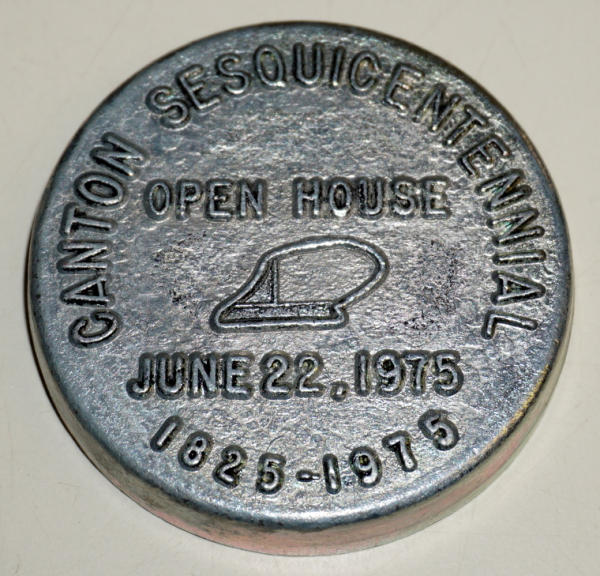 CANTON SESQUICENTENNIAL
OPEN HOUSE
JUNE 22, 1975
1825-1975